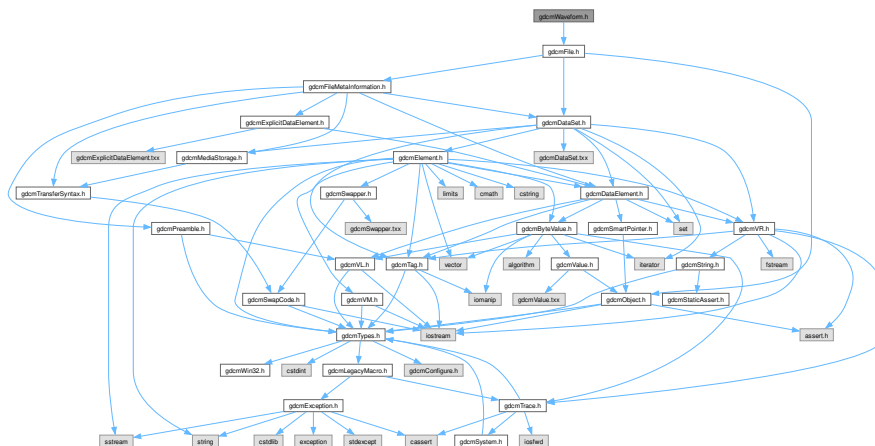 gdcmWaveform.h
gdcmFile.h
gdcmFileMetaInformation.h
gdcmExplicitDataElement.h
gdcmDataSet.h
gdcmExplicitDataElement.txx
gdcmMediaStorage.h
gdcmElement.h
gdcmDataSet.txx
gdcmTransferSyntax.h
gdcmSwapper.h
limits
cmath
cstring
gdcmDataElement.h
gdcmPreamble.h
gdcmSwapper.txx
gdcmByteValue.h
gdcmSmartPointer.h
set
gdcmVR.h
gdcmVL.h
gdcmTag.h
vector
algorithm
gdcmValue.h
iterator
gdcmString.h
fstream
gdcmSwapCode.h
gdcmVM.h
iomanip
gdcmValue.txx
gdcmObject.h
gdcmStaticAssert.h
gdcmTypes.h
iostream
assert.h
gdcmWin32.h
cstdint
gdcmLegacyMacro.h
gdcmConfigure.h
gdcmException.h
gdcmTrace.h
sstream
string
cstdlib
exception
stdexcept
cassert
gdcmSystem.h
iosfwd